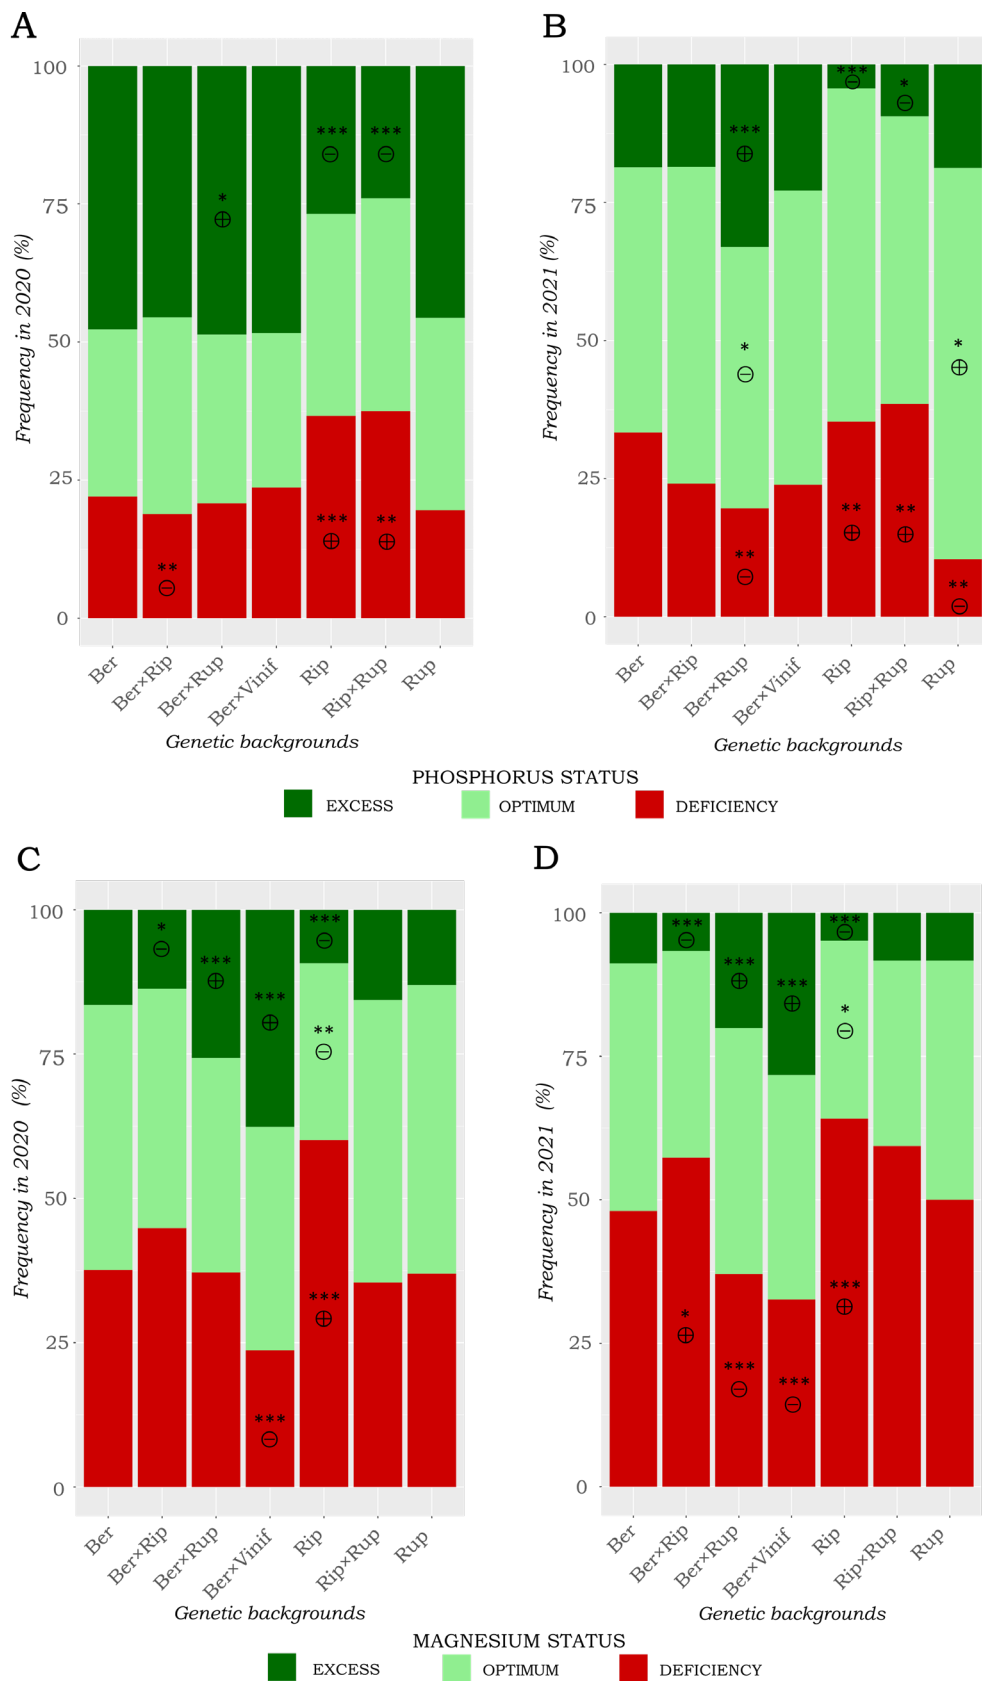 A
Frequency in 2020 (%)
100
75
50
25
0
*
***
***
**
***
**
Ber
Ber×Rip
Ber×Rup
Ber×Vinif
Rip
Rip×Rup
Rup
Genetic backgrounds
B
Frequency in 2021 (%)
100
75
50
25
0
***
*
***
*
*
**
**
**
**
Ber
Ber×Rip
Ber×Rup
Ber×Vinif
Rip
Rip×Rup
Rup
Genetic backgrounds
PHOSPHORUS STATUS
EXCESS OPTIMUM DEFICIENCY
C
Frequency in 2020 (%)
100
75
50
25
0
*
***
***
***
**
***
***
Ber
Ber×Rip
Ber×Rup
Ber×Vinif
Rip
Rip×Rup
Rup
Genetic backgrounds
D
Frequency in 2021 (%)
100
75
50
25
0
***
***
***
***
*
*
***
***
***
Ber
Ber×Rip
Ber×Rup
Ber×Vinif
Rip
Rip×Rup
Rup
Genetic backgrounds
MAGNESIUM STATUS
EXCESS OPTIMUM DEFICIENCY